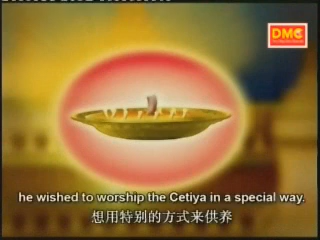 DMC
he wished to worship the Cetiya in a special way.
想用特别的方式来供养